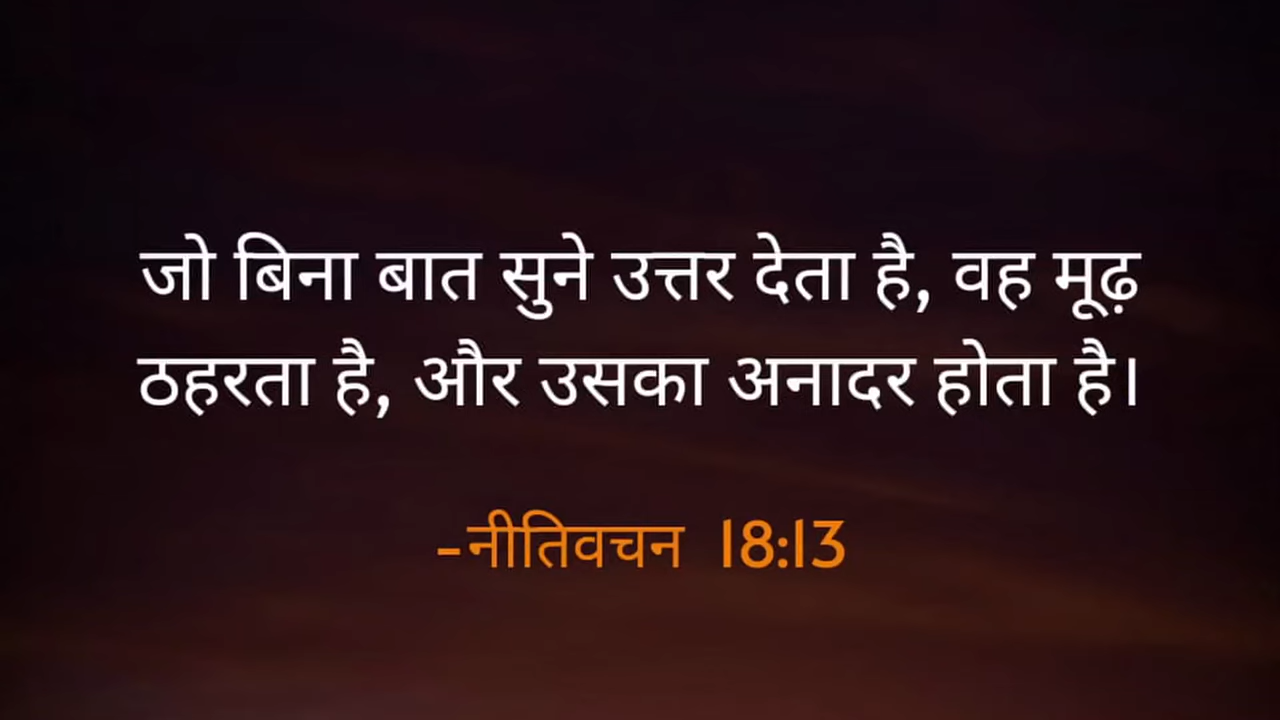 जो बिना बात सुने उत्तर देता है, वह मूढ़
ठहरता है, और उसका अनादर होता है।
-नीतिवचन 18:13